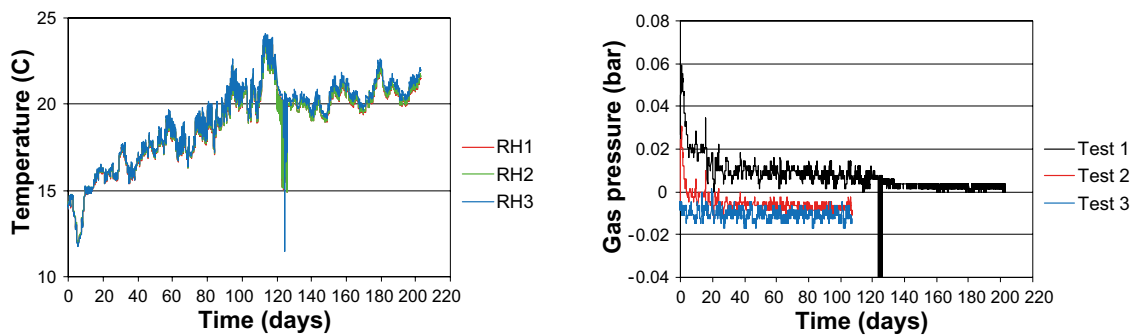 25
20
15
10
Temperature (C)
0 20 40 60 80 100 120 140 160 180 200 220
Time (days)
RH1
RH2
RH3
0.08
0.06
0.04
0.02
0
-0.02
-0.04
Gas pressure (bar)
0 20 40 60 80 100 120 140 160 180 200 220
Time (days)
Test 1
Test 2
Test 3